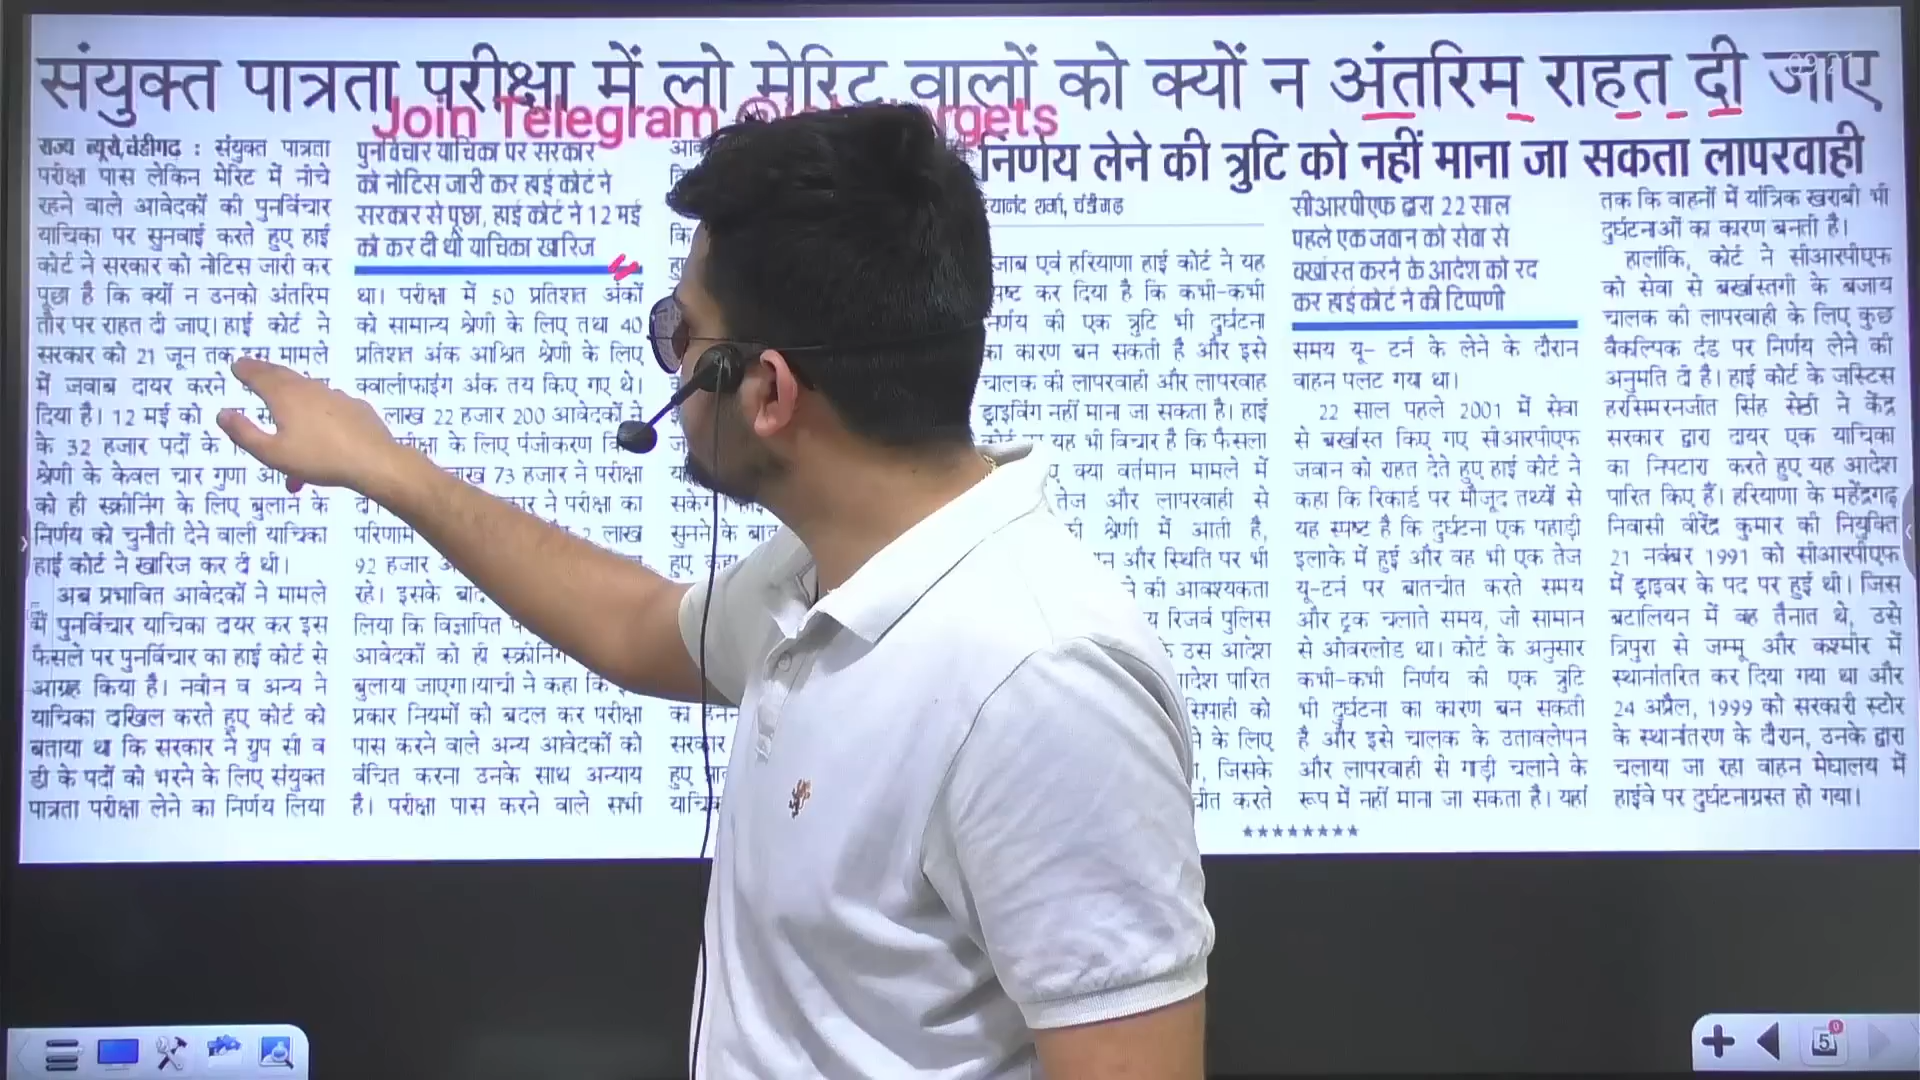 संयुक्त पात्रता परीक्षा में लो मेरिट वालों को क्यों न अंतरिम राहत दी जाए
Join Telegram
राज्य ब्यूरो, चंडीगढ़ : संयुक्त पात्रता
परीक्षा पास लेकिन मेरिट में नीचे
रहने वाले आवेदकों की पुनर्विचार
याचिका पर सुनवाई करते हुए हाई
कोर्ट ने सरकार को नोटिस जारी कर
पूछा है कि क्यों न उनको अंतरिम
तौर पर राहत दी जाए। हाई कोर्ट ने
सरकार को 21 जून तक इस मामले
में जवाब दायर करने
दिया है। 12 मई को
के 32 हजार पदों के
श्रेणी के केवल चार गुणा
को ही स्क्रीनिंग के लिए बुलाने के
निर्णय को चुनौती देने वाली याचिका
हाई कोर्ट ने खारिज कर दी थी।
अब प्रभावित आवेदकों ने मामले
में पुनर्विचार याचिका दायर कर इस
फैसले पर पुनर्विचार का हाई कोर्ट से
आग्रह किया है। नवीन व अन्य ने
याचिका दाखिल करते हुए कोर्ट को
बताया था कि सरकार ने ग्रुप सी व
डी के पदों को भरने के लिए संयुक्त
पात्रता परीक्षा लेने का निर्णय लिया
पुनर्विचार याचिका पर सरकार
को नोटिस जारी कर हाई कोर्ट ने
सरकार से पूछा, हाई कोर्ट ने 12 मई
को कर दी थी याचिका खारिज
था। परीक्षा में 50 प्रतिशत अंकों
को सामान्य श्रेणी के लिए तथा 40
प्रतिशत अंक आश्रित श्रेणी के लिए
क्वालीफाईंग अंक तय किए गए थे।
लाख 22 हजार 200 आवेदकों ने
के लिए पंजीकरण
73 हजार ने परीक्षा
ने परीक्षा का
परिणाम 2 लाख
92 हजार
रहे। इसके बाद
लिया कि विज्ञापित
आवेदकों को ही स्क्रीनिंग
बुलाया जाएगा। याची ने कहा कि
प्रकार नियमों को बदल कर परीक्षा
पास करने वाले अन्य आवेदकों को
वंचित करना उनके साथ अन्याय
है। परीक्षा पास करने वाले सभी
सुनने के बाद
हुए कहा
सरकार
हुए
निर्णय लेने की त्रुटि को नहीं माना जा सकता लापरवाही
शर्मा, चंडीगढ़
एवं हरियाणा हाई कोर्ट ने यह
कर दिया है कि कभी-कभी
की एक त्रुटि भी दुर्घटना
का कारण बन सकती है और इसे
चालक की लापरवाही और लापरवाह
ड्राइविंग नहीं माना जा सकता है। हाई
यह भी विचार है कि फैसला
क्या वर्तमान मामले में
तेज और लापरवाही से
श्रेणी में आती है,
और स्थिति पर भी
की आवश्यकता
रिजर्व पुलिस
उस आदेश
पारित
सिपाही को
के लिए
जिसके
करते
सीआरपीएफ द्वारा 22 साल
पहले एक जवान को सेवा से
बर्खास्त करने के आदेश को रद
कर हाई कोर्ट ने की टिप्पणी
समय यू- टर्न के लेने के दौरान
वाहन पलट गया था।
22 साल पहले 2001 में सेवा
से बर्खास्त किए गए सीआरपीएफ
जवान को राहत देते हुए हाई कोर्ट ने
कहा कि रिकार्ड पर मौजूद तथ्यों से
यह स्पष्ट है कि दुर्घटना एक पहाड़ी
इलाके में हुई और वह भी एक तेज
यू-टर्न पर बातचीत करते समय
और ट्रक चलाते समय, जो सामान
से ओवरलोड था। कोर्ट के अनुसार
कभी-कभी निर्णय की एक त्रुटि
भी दुर्घटना का कारण बन सकती
है और इसे चालक के उतावलेपन
और लापरवाही से गाड़ी चलाने के
रूप में नहीं माना जा सकता है। यहां
********
तक कि वाहनों में यांत्रिक खराबी भी
दुर्घटनाओं का कारण बनती है।
हालांकि, कोर्ट ने सीआरपीएफ
को सेवा से बर्खास्तगी के बजाय
चालक की लापरवाही के लिए कुछ
वैकल्पिक दंड पर निर्णय लेने की
अनुमति दी है। हाई कोर्ट के जस्टिस
हरसिमरनजीत सिंह सेठी ने केंद्र
सरकार द्वारा दायर एक याचिका
का निपटारा करते हुए यह आदेश
पारित किए हैं। हरियाणा के महेंद्रगढ़
निवासी वीरेंद्र कुमार की नियुक्ति
21 नवंबर 1991 को सीआरपीएफ
में ड्राइवर के पद पर हुई थी। जिस
बटालियन में वह तैनात थे, उसे
त्रिपुरा से जम्मू और कश्मीर में
स्थानांतरित कर दिया गया था और
24 अप्रैल, 1999 को सरकारी स्टोर
के स्थानांतरण के दौरान, उनके द्वारा
चलाया जा रहा वाहन मेघालय में
हाईवे पर दुर्घटनाग्रस्त हो गया।
5
0